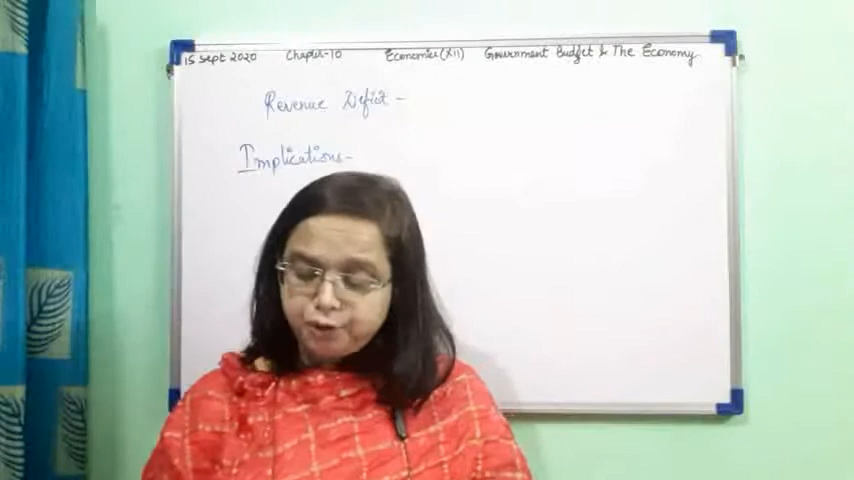 15 Sept 2020 Chapter-10 Economics (XII) Government Budget & The Economy
Revenue Deficit -
Implications-